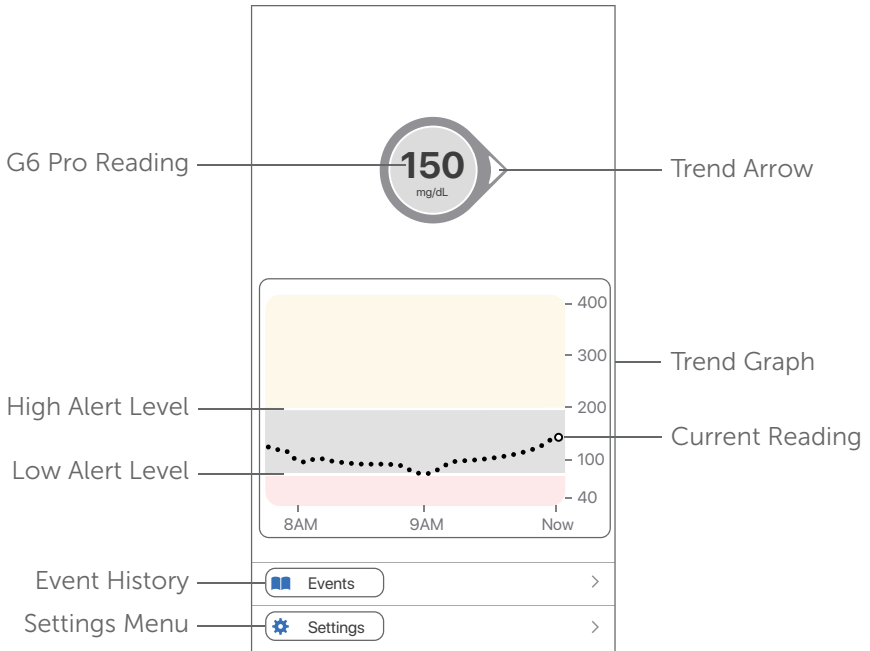 G6 Pro Reading
150
mg/dL
Trend Arrow
400
300
Trend Graph
High Alert Level
200
Current Reading
Low Alert Level
100
40
8AM 9AM Now
Event History
Events
Settings Menu
Settings